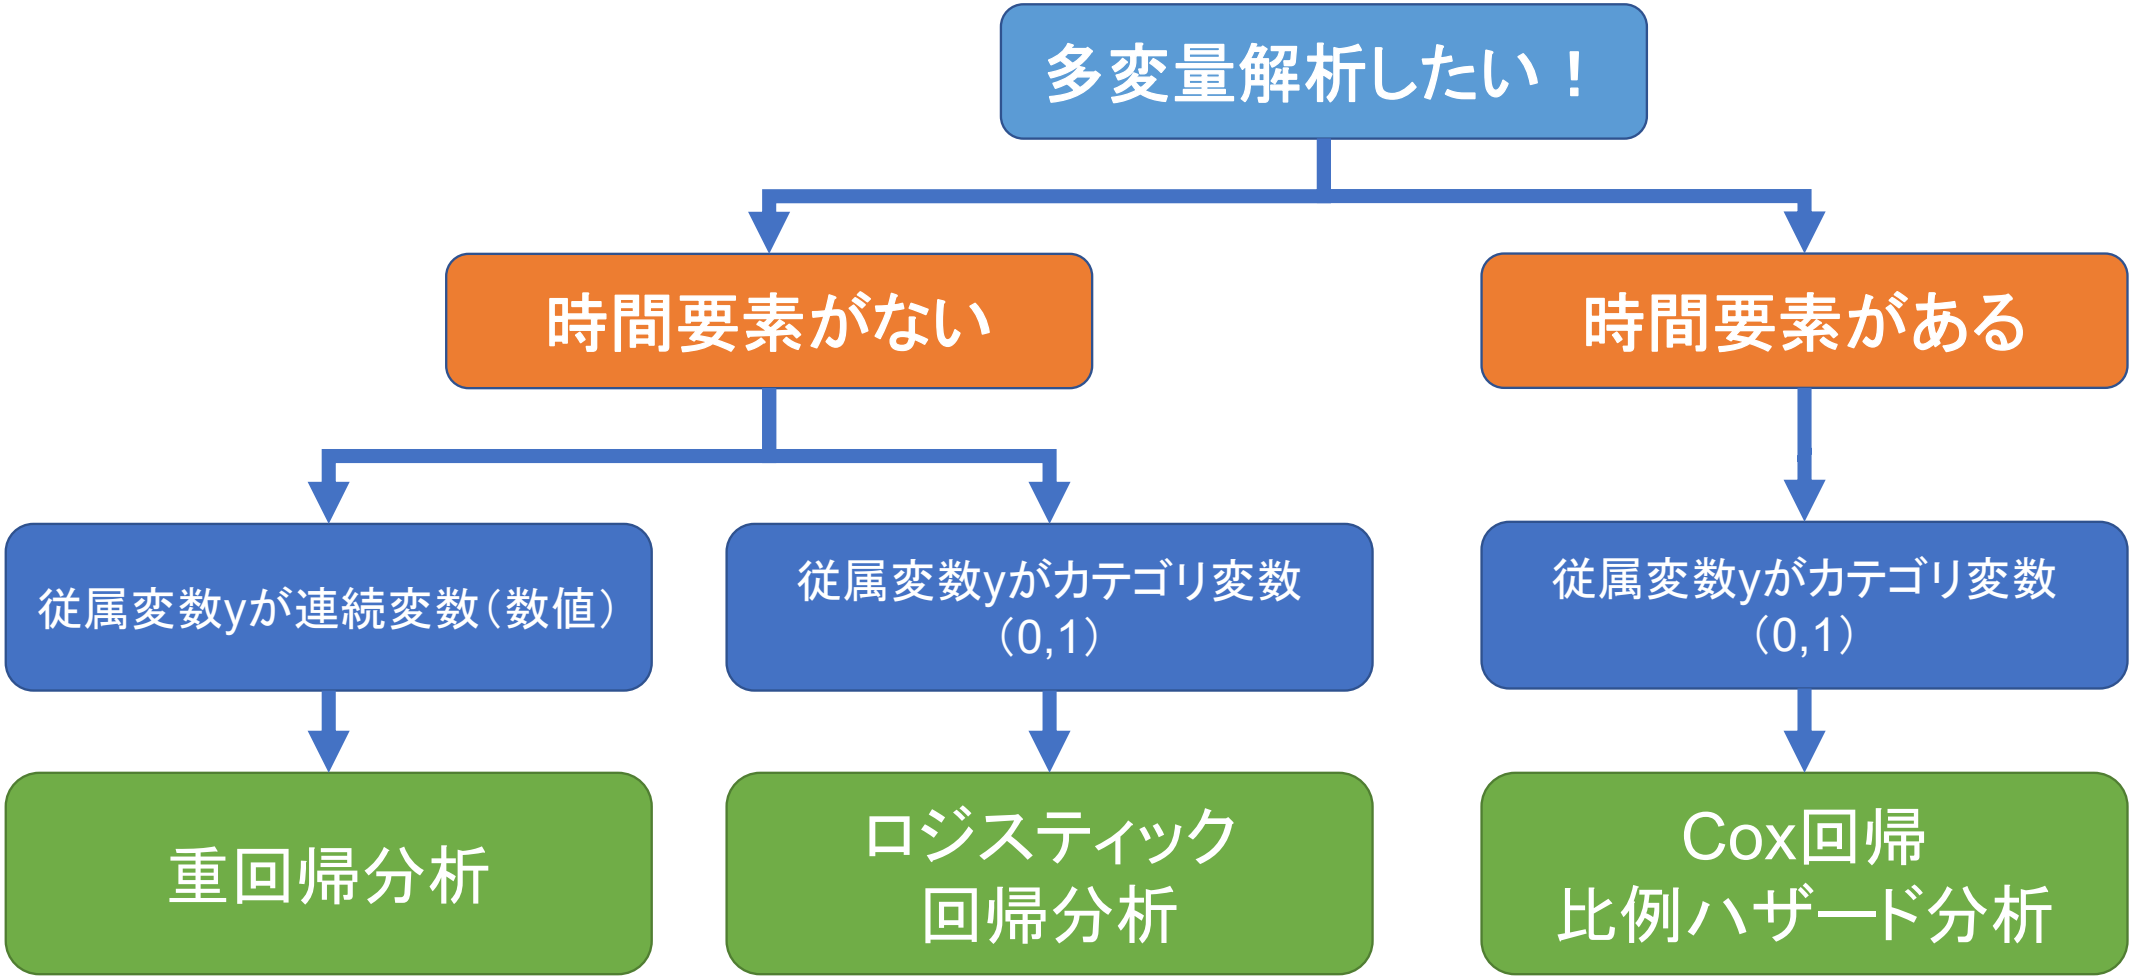 多変量解析したい！
時間要素がない
時間要素がある
従属変数yが連続変数（数値）
従属変数yがカテゴリ変数
（0,1）
従属変数yがカテゴリ変数
（0,1）
重回帰分析
ロジスティック
回帰分析
Cox回帰
比例ハザード分析